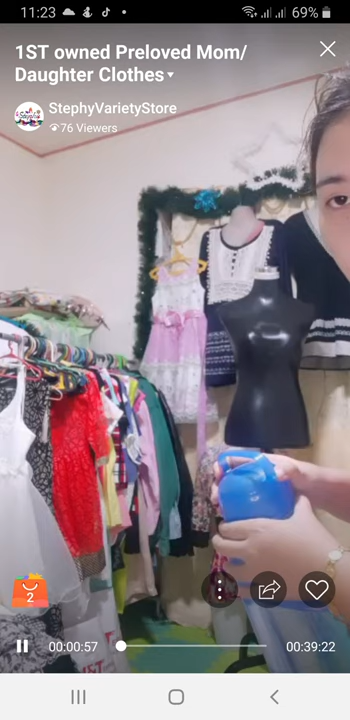 11:23
69%
1ST owned Preloved Mom/
Daughter Clothes
StephyVarietyStore
76 Viewers
2
00:00:57
00:39:22